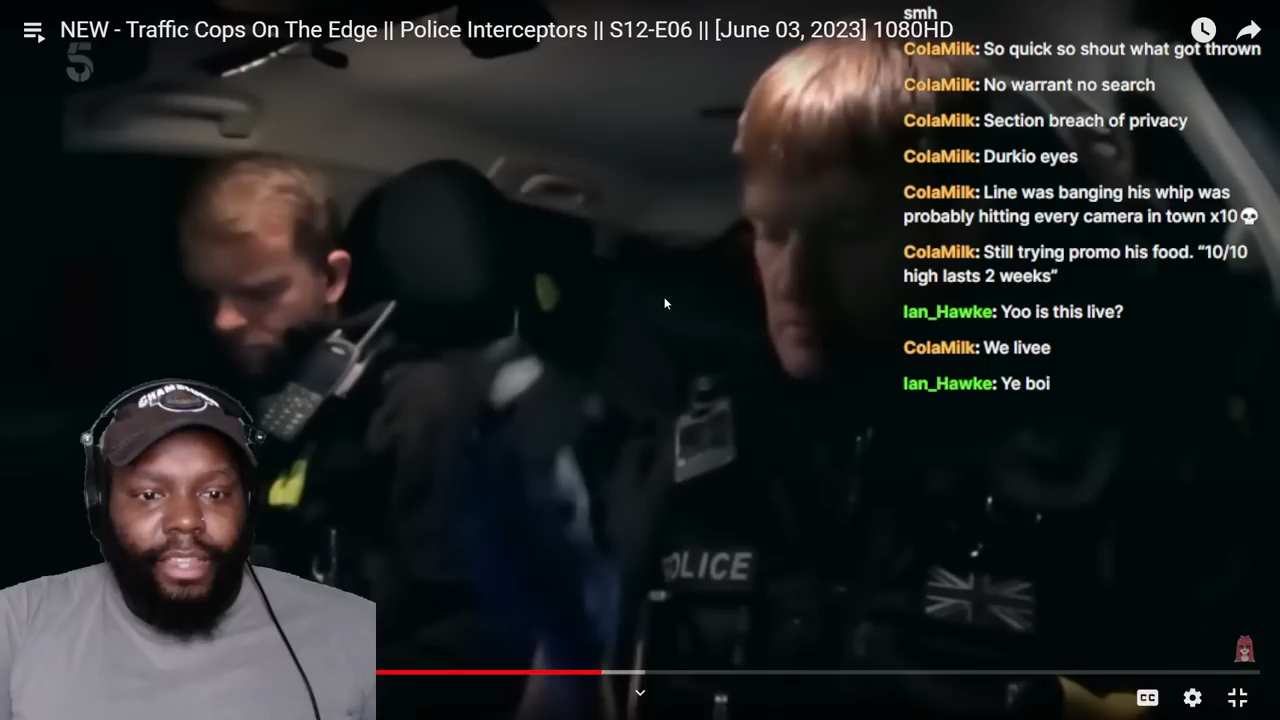 smh
NEW - Traffic Cops On The Edge || Police Interceptors || S12-E06 || [June 03, 2023] 1080HD
5
ColaMilk: So quick so shout what got thrown
ColaMilk: No warrant no search
ColaMilk: Section breach of privacy
ColaMilk: Durkio eyes
ColaMilk: Line was banging his whip was
probably hitting every camera in town x10💀
ColaMilk: Still trying promo his food. “10/10
high lasts 2 weeks”
Ian_Hawke: Yoo is this live?
ColaMilk: We livee
Ian_Hawke: Ye boi
POLICE
CC